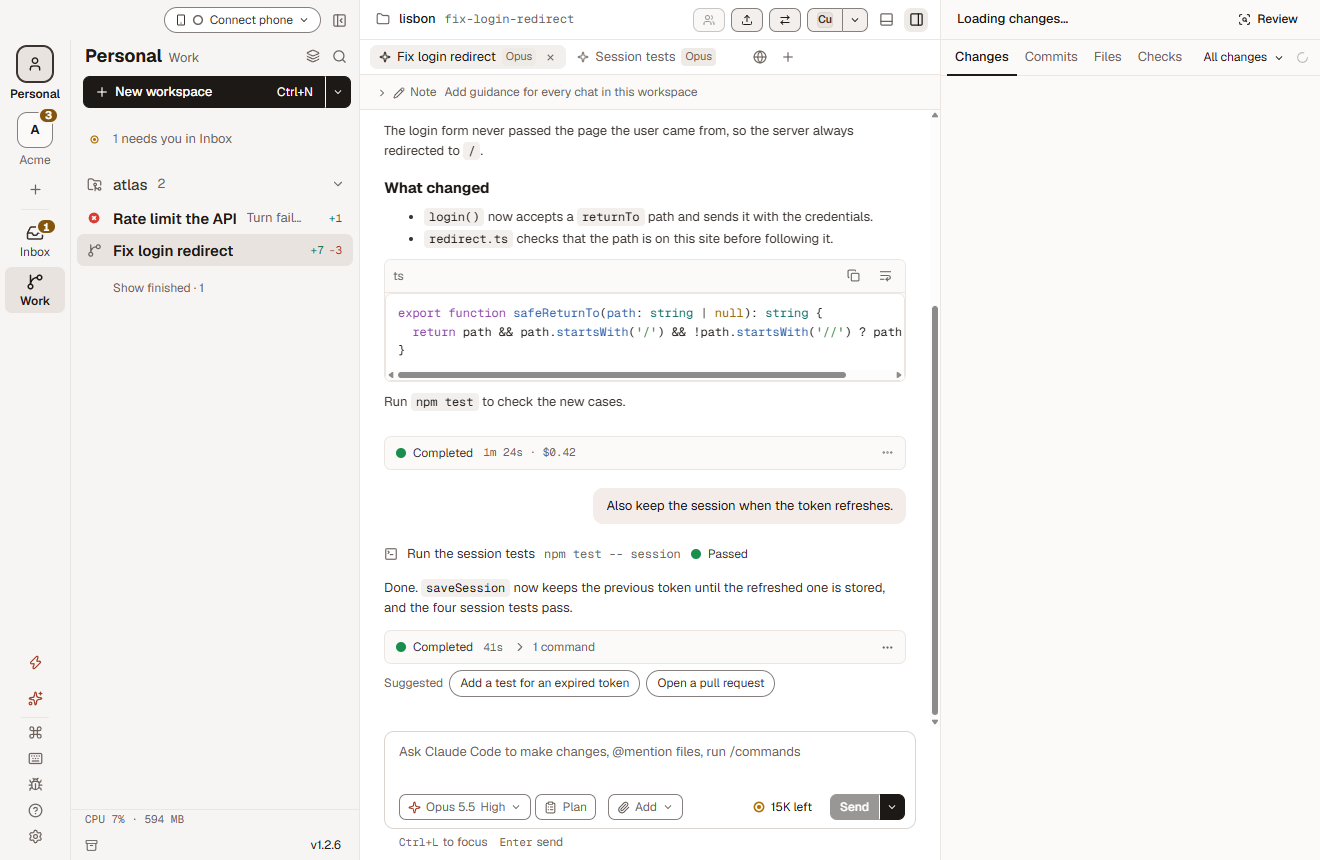 Connect phone
lisbon fix-login-redirect
Cu
Loading changes...
Review
Personal
A
3
Acme
1
Inbox
Work
Personal Work
New workspace Ctrl+N
1 needs you in Inbox
atlas 2
Rate limit the API Turn fail... +1
Fix login redirect +7 -3
Show finished · 1
CPU 7% · 594 MB
v1.2.6
Fix login redirect Opus ×
Session tests Opus
Note Add guidance for every chat in this workspace
The login form never passed the page the user came from, so the server always
redirected to / .
What changed
• login() now accepts a returnTo path and sends it with the credentials.
• redirect.ts checks that the path is on this site before following it.
ts
export function safeReturnTo(path: string | null): string {
return path && path.startsWith('/') && !path.startsWith('//') ? path
}
Run npm test to check the new cases.
Completed 1m 24s · $0.42
Also keep the session when the token refreshes.
Run the session tests npm test -- session Passed
Done. saveSession now keeps the previous token until the refreshed one is stored,
and the four session tests pass.
Completed 41s 1 command
Suggested Add a test for an expired token Open a pull request
Ask Claude Code to make changes, @mention files, run /commands
Opus 5.5 High Plan Add 15K left Send
Ctrl+L to focus Enter send
Changes Commits Files Checks All changes